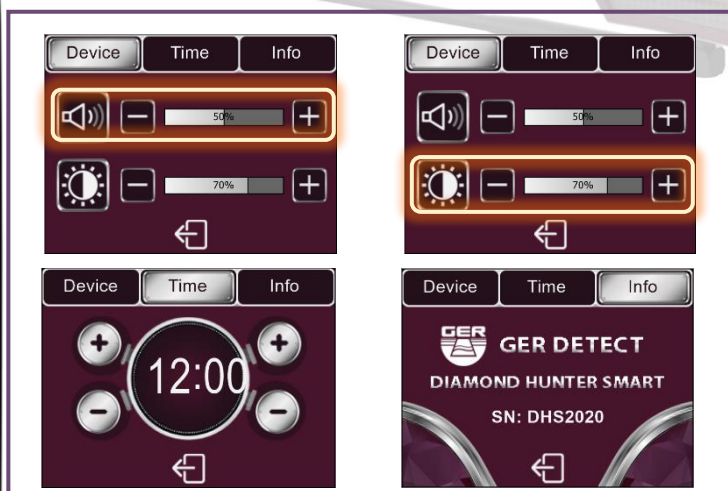 Device Time Info
50%
70%
Device Time Info
50%
70%
Device Time Info
12:00
Device Time Info
GER
GER DETECT
DIAMOND HUNTER SMART
SN: DHS2020